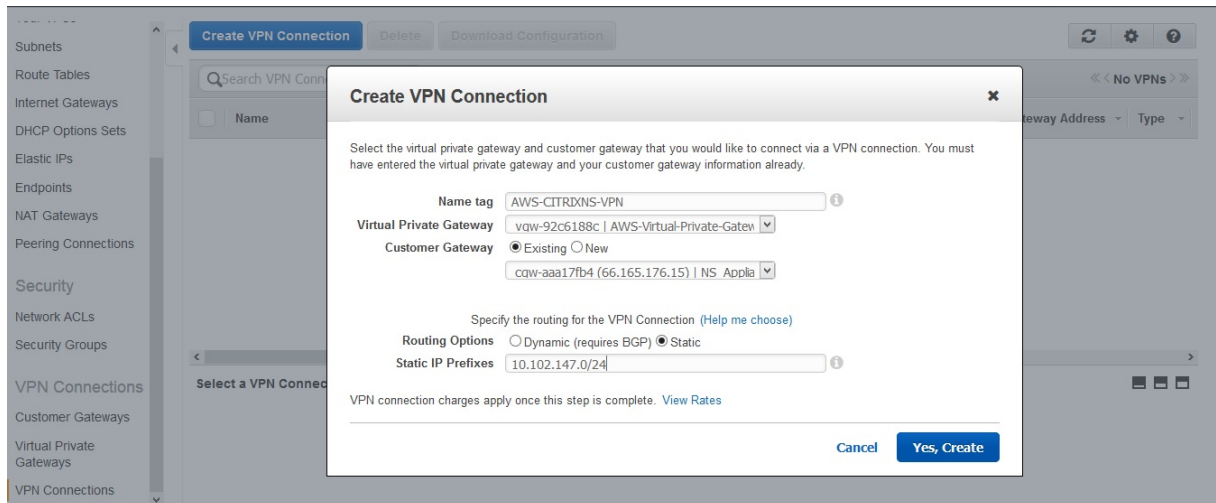 Subnets
Route Tables
Internet Gateways
DHCP Options Sets
Elastic IPs
Endpoints
NAT Gateways
Peering Connections
Security
Network ACLs
Security Groups
VPN Connections
Customer Gateways
Virtual Private
Gateways
VPN Connections
Create VPN Connection Delete Download Configuration
Search VPN Conn
No VPNs
Name
teway Address Type
Select a VPN Connec
Create VPN Connection
Select the virtual private gateway and customer gateway that you would like to connect via a VPN connection. You must
have entered the virtual private gateway and your customer gateway information already.
Name tag AWS-CITRIXNS-VPN
Virtual Private Gateway vgw-92c6188c | AWS-Virtual-Private-Gatew
Customer Gateway Existing New
cgw-aaa17fb4 (66.165.176.15) | NS_Applia
Specify the routing for the VPN Connection (Help me choose)
Routing Options Dynamic (requires BGP) Static
Static IP Prefixes 10.102.147.0/24
VPN connection charges apply once this step is complete. View Rates
Cancel Yes, Create